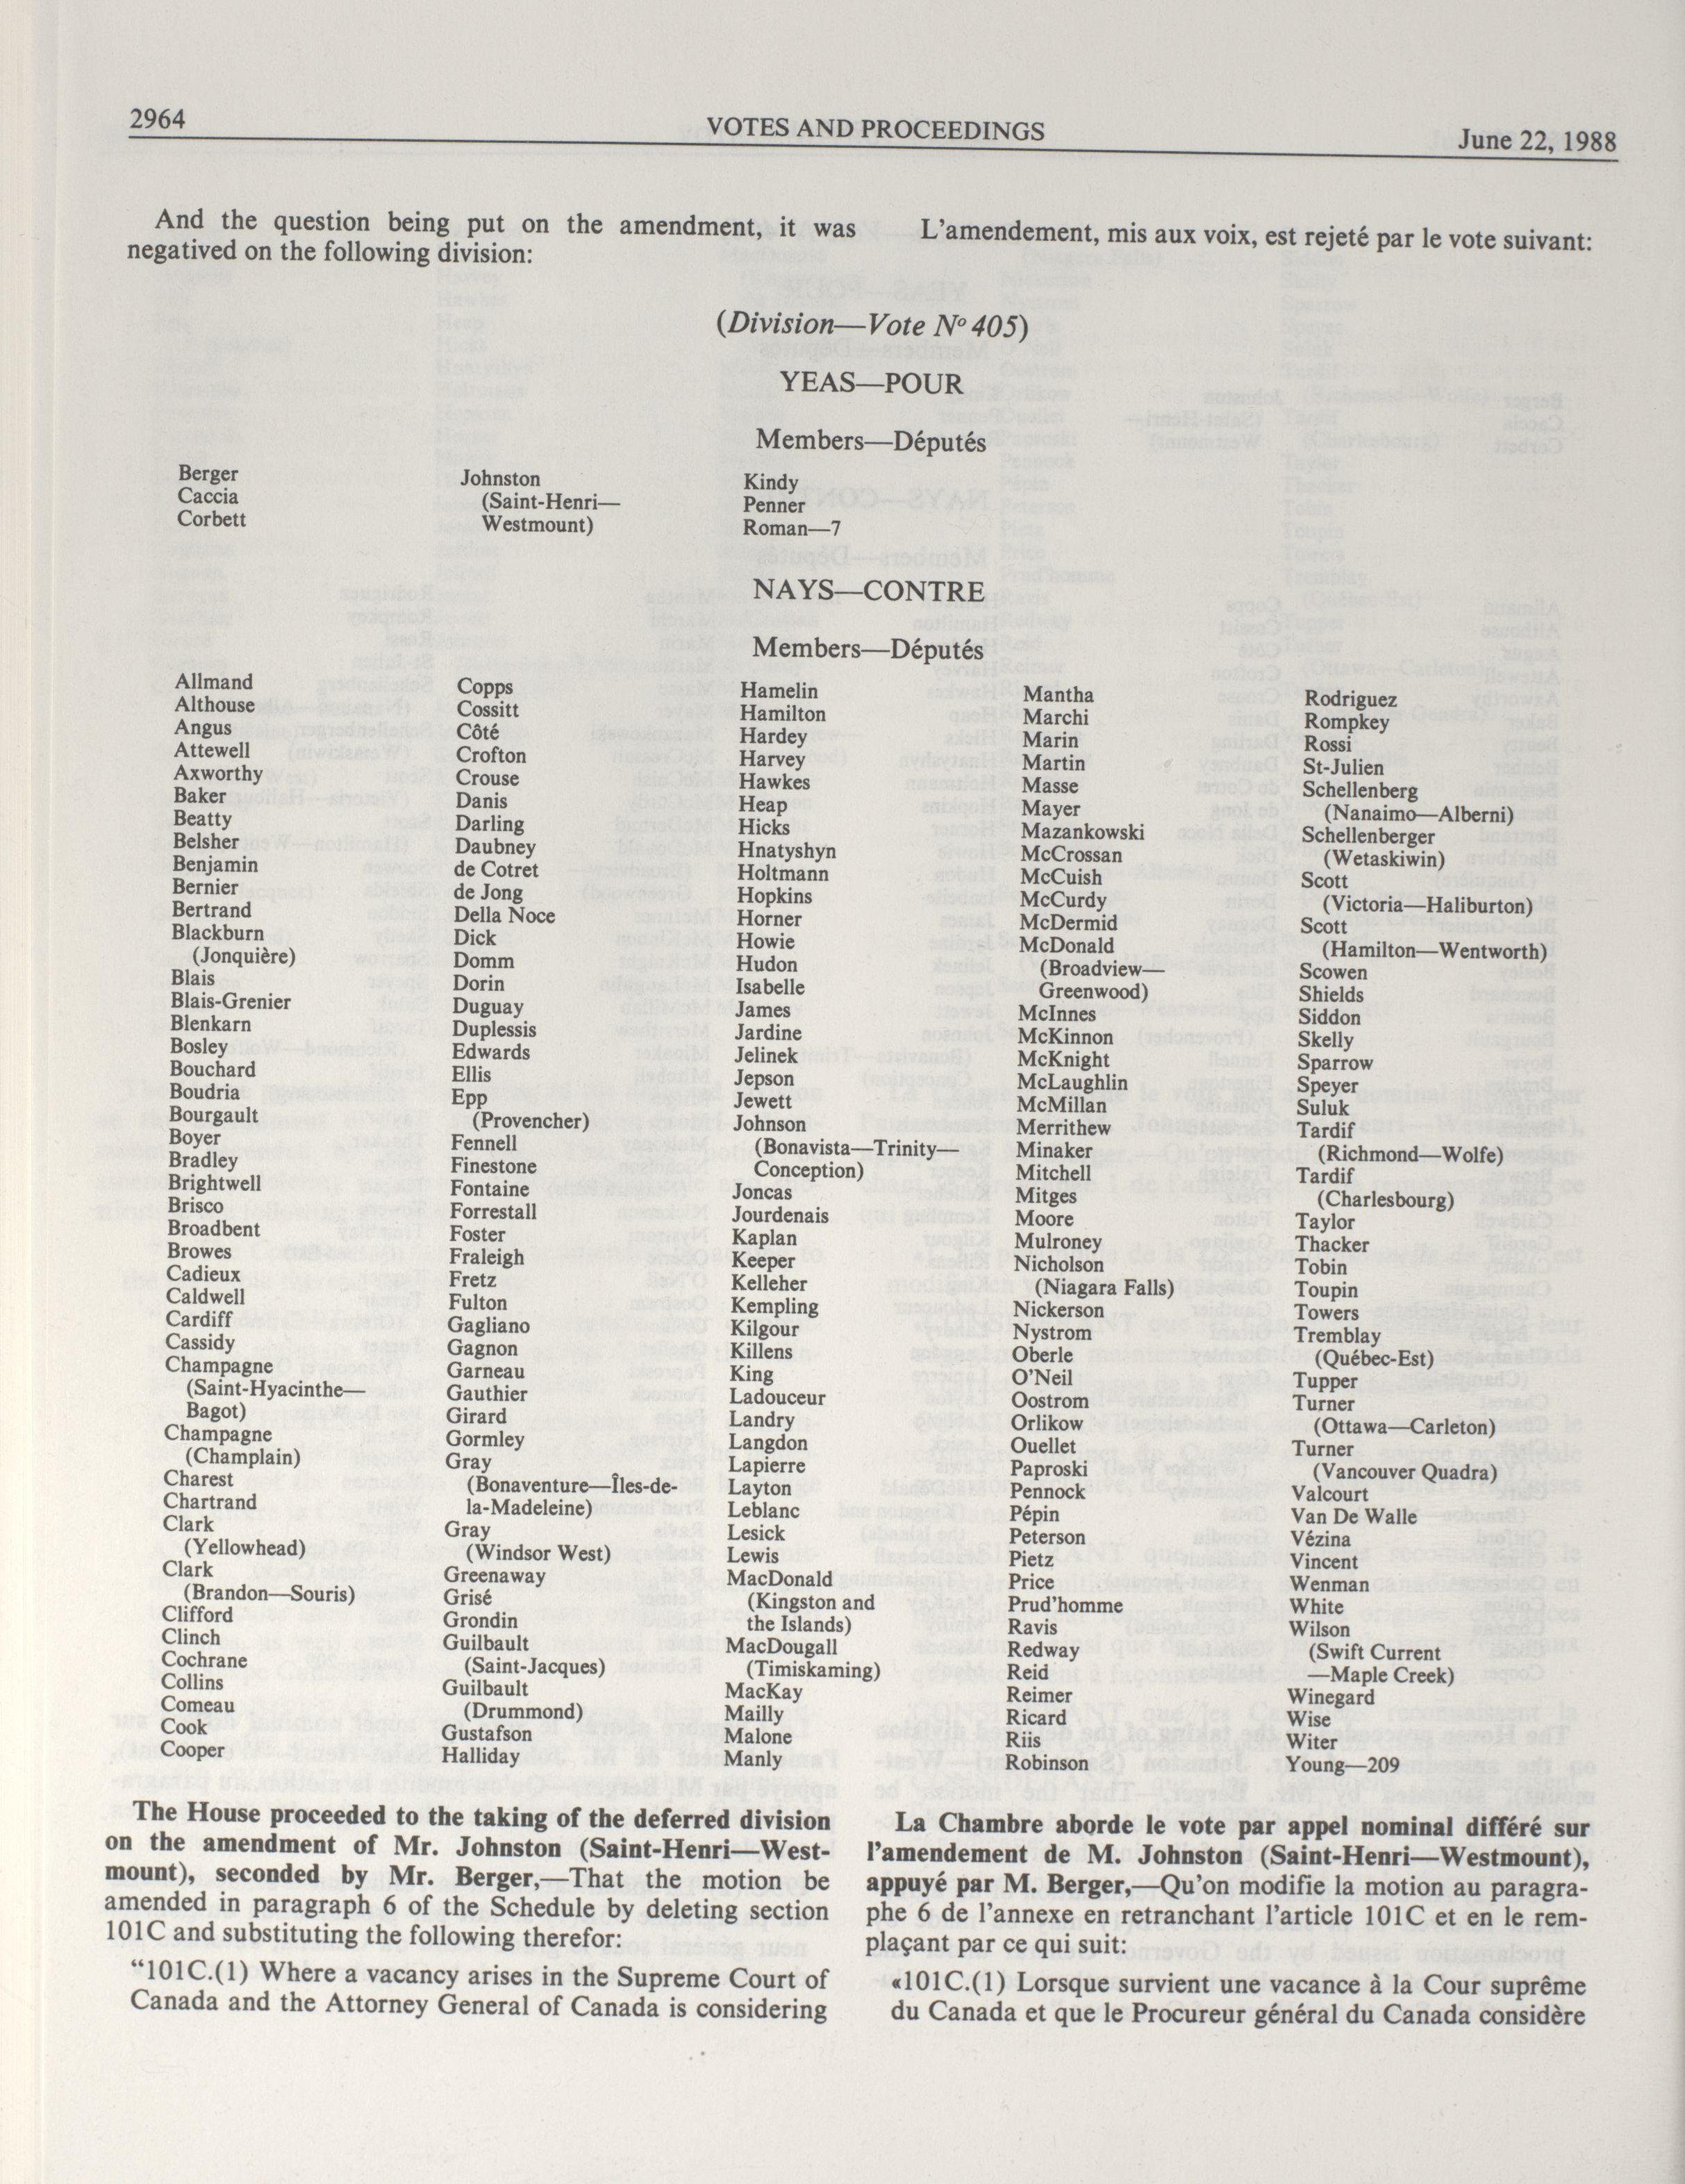 2964
VOTES AND PROCEEDINGS
June 22, 1988
And the question being put on the amendment, it was
negatived on the following division:
L'amendement, mis aux voix, est rejeté par le vote suivant:
(Division—Vote Nº 405)
YEAS—POUR
Members—Députés
Berger
Caccia
Corbett
Johnston
(Saint-Henri—
Westmount)
Kindy
Penner
Roman—7
NAYS—CONTRE
Members—Députés
Allmand
Althouse
Angus
Attewell
Axworthy
Baker
Beatty
Belsher
Benjamin
Bernier
Bertrand
Blackburn
(Jonquière)
Blais
Blais-Grenier
Blenkarn
Bosley
Bouchard
Boudria
Bourgault
Boyer
Bradley
Brightwell
Brisco
Broadbent
Browes
Cadieux
Caldwell
Cardiff
Cassidy
Champagne
(Saint-Hyacinthe—
Bagot)
Champagne
(Champlain)
Charest
Chartrand
Clark
(Yellowhead)
Clark
(Brandon—Souris)
Clifford
Clinch
Cochrane
Collins
Comeau
Cook
Cooper
Copps
Cossitt
Côté
Crofton
Crouse
Danis
Darling
Daubney
de Cotret
de Jong
Della Noce
Dick
Domm
Dorin
Duguay
Duplessis
Edwards
Ellis
Epp
(Provencher)
Fennell
Finestone
Fontaine
Forrestall
Foster
Fraleigh
Fretz
Fulton
Gagliano
Gagnon
Garneau
Gauthier
Girard
Gormley
Gray
(Bonaventure—Îles-de-
la-Madeleine)
Gray
(Windsor West)
Greenaway
Grisé
Grondin
Guilbault
(Saint-Jacques)
Guilbault
(Drummond)
Gustafson
Halliday
Hamelin
Hamilton
Hardey
Harvey
Hawkes
Heap
Hicks
Hnatyshyn
Holtmann
Hopkins
Horner
Howie
Hudon
Isabelle
James
Jardine
Jelinek
Jepson
Jewett
Johnson
(Bonavista—Trinity—
Conception)
Joncas
Jourdenais
Kaplan
Keeper
Kelleher
Kempling
Kilgour
Killens
King
Ladouceur
Landry
Langdon
Lapierre
Layton
Leblanc
Lesick
Lewis
MacDonald
(Kingston and
the Islands)
MacDougall
(Timiskaming)
MacKay
Mailly
Malone
Manly
Mantha
Marchi
Marin
Martin
Masse
Mayer
Mazankowski
McCrossan
McCuish
McCurdy
McDermid
McDonald
(Broadview—
Greenwood)
McInnes
McKinnon
McKnight
McLaughlin
McMillan
Merrithew
Minaker
Mitchell
Mitges
Moore
Mulroney
Nicholson
(Niagara Falls)
Nickerson
Nystrom
Oberle
O'Neil
Oostrom
Orlikow
Ouellet
Paproski
Pennock
Pépin
Peterson
Pietz
Price
Prud'homme
Ravis
Redway
Reid
Reimer
Ricard
Riis
Robinson
Rodriguez
Rompkey
Rossi
St-Julien
Schellenberg
(Nanaimo—Alberni)
Schellenberger
(Wetaskiwin)
Scott
(Victoria—Haliburton)
Scott
(Hamilton—Wentworth)
Scowen
Shields
Siddon
Skelly
Sparrow
Speyer
Suluk
Tardif
(Richmond—Wolfe)
Tardif
(Charlesbourg)
Taylor
Thacker
Tobin
Toupin
Towers
Tremblay
(Québec-Est)
Tupper
Turner
(Ottawa—Carleton)
Turner
(Vancouver Quadra)
Valcourt
Van De Walle
Vézina
Vincent
Wenman
White
Wilson
(Swift Current
—Maple Creek)
Winegard
Wise
Witer
Young—209
The House proceeded to the taking of the deferred division
on the amendment of Mr. Johnston (Saint-Henri—West-
mount), seconded by Mr. Berger,—That the motion be
amended in paragraph 6 of the Schedule by deleting section
101C and substituting the following therefor:
"101C.(1) Where a vacancy arises in the Supreme Court of
Canada and the Attorney General of Canada is considering
La Chambre aborde le vote par appel nominal différé sur
l'amendement de M. Johnston (Saint-Henri—Westmount),
appuyé par M. Berger,—Qu'on modifie la motion au paragra-
phe 6 de l'annexe en retranchant l'article 101C et en le rem-
plaçant par ce qui suit:
«101C.(1) Lorsque survient une vacance à la Cour suprême
du Canada et que le Procureur général du Canada considère